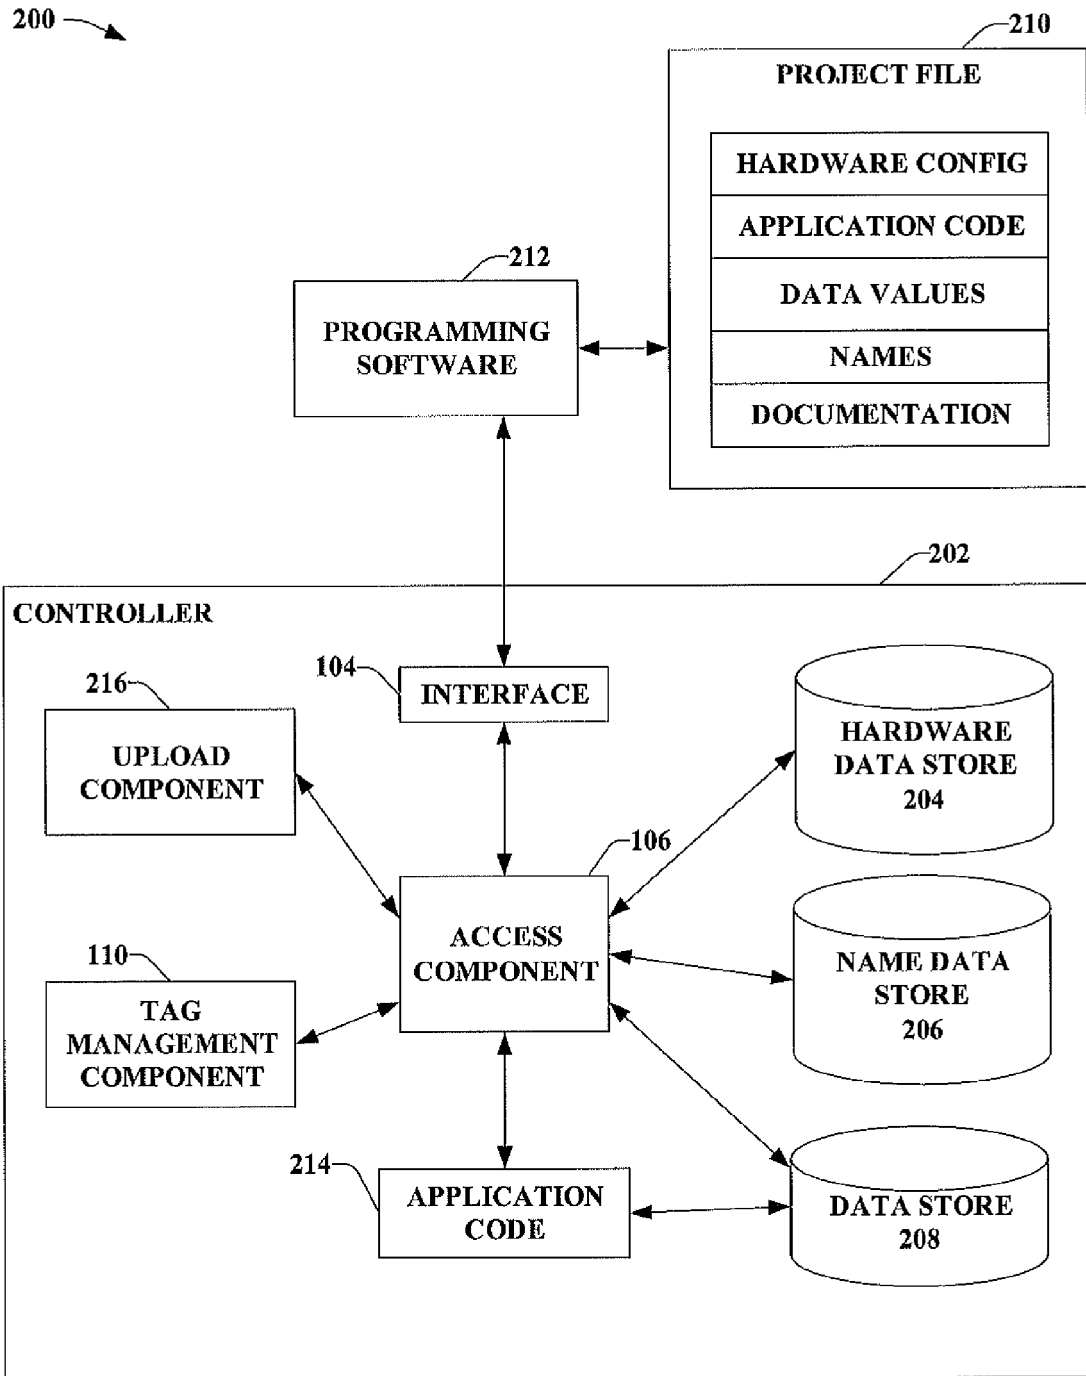 200
210
PROJECT FILE
HARDWARE CONFIG
APPLICATION CODE
DATA VALUES
NAMES
DOCUMENTATION
212
PROGRAMMING
SOFTWARE
202
CONTROLLER
104
INTERFACE
216
UPLOAD
COMPONENT
HARDWARE
DATA STORE
204
106
ACCESS
COMPONENT
110
TAG
MANAGEMENT
COMPONENT
NAME DATA
STORE
206
214
APPLICATION
CODE
DATA STORE
208